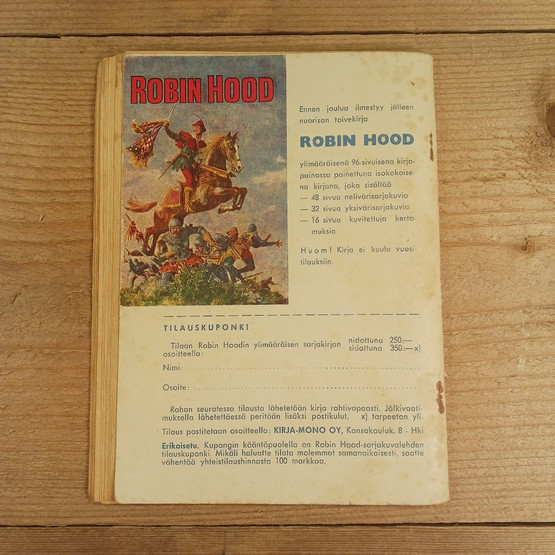 ROBIN HOOD
Ennen joulua ilmestyy jälleen
nuorison toivekirja
ROBIN HOOD
ylimääräisenä 96-sivuisena kirja-
painossa painettuna isokokoise-
na kirjana, joka sisältää
— 48 sivua nelivärisarjakuvia
— 32 sivua yksivärisarjakuvia
— 16 sivua kuvitettuja kerto-
muksia
Huom! Kirja ei kuulu vuosi-
tilauksiin.
TILAUSKUPONKI
Tilaan Robin Hoodin ylimääräisen sarjakirjan nidottuna 250:—
sidottuna 350:—x)
osoitteella:
Nimi:
Osoite:
Rahan seuratessa tilausta lähetetään kirja rahtivapaasti. Jälkivaati-
muksella lähetettäessä peritään lisäksi postikulut. x) tarpeeton yli.
Tilaus postitetaan osoitteella: KIRJA-MONO OY, Kansakouluk. 8 - Hki
Erikoisetu. Kupongin kääntöpuolella on Robin Hood-sarjakuvalehden
tilauskuponki. Mikäli haluatte tilata molemmat samanaikaisesti, saatte
vähentää yhteistilaushinnasta 100 markkaa.